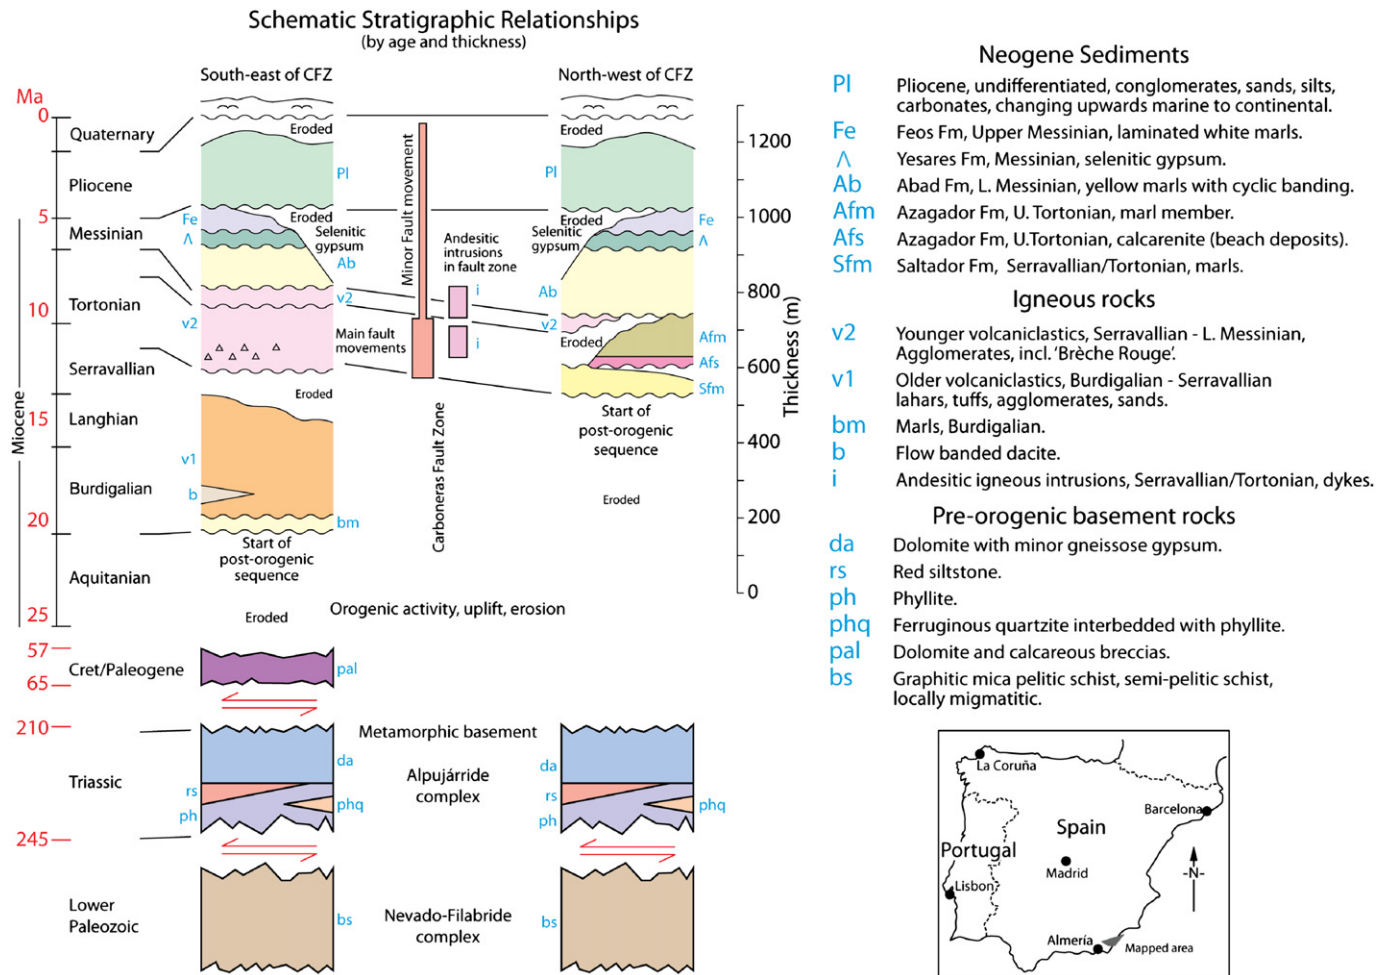 Schematic Stratigraphic Relationships
(by age and thickness)
South-east of CFZ
North-west of CFZ
Ma
0
5
10
15
20
25
57
65
210
245
Miocene
Quaternary
Pliocene
Messinian
Tortonian
Serravallian
Langhian
Burdigalian
Aquitanian
Cret/Paleogene
Triassic
Lower
Paleozoic
Eroded
Pl
Fe
Λ
Eroded
Selenitic
gypsum
Ab
v2
v2
Eroded
v1
b
bm
Start of
post-orogenic
sequence
Eroded
pal
da
rs
ph
phq
bs
Minor Fault movement
Main fault
movements
Carboneras Fault Zone
Andesitic
intrusions
in fault zone
i
i
Orogenic activity, uplift, erosion
Metamorphic basement
Alpujárride
complex
Nevado-Filabride
complex
Eroded
Pl
Eroded
Selenitic
gypsum
Fe
Λ
Ab
v2
Eroded
Afm
Afs
Sfm
Start of
post-orogenic
sequence
Eroded
da
rs
ph
phq
bs
1200
1000
800
600
400
200
0
Thickness (m)
Neogene Sediments
Pl Pliocene, undifferentiated, conglomerates, sands, silts,
carbonates, changing upwards marine to continental.
Fe Feos Fm, Upper Messinian, laminated white marls.
Λ Yesares Fm, Messinian, selenitic gypsum.
Ab Abad Fm, L. Messinian, yellow marls with cyclic banding.
Afm Azagador Fm, U. Tortonian, marl member.
Afs Azagador Fm, U.Tortonian, calcarenite (beach deposits).
Sfm Saltador Fm, Serravallian/Tortonian, marls.
Igneous rocks
v2 Younger volcaniclastics, Serravallian - L. Messinian,
Agglomerates, incl. 'Brèche Rouge'.
v1 Older volcaniclastics, Burdigalian - Serravallian
lahars, tuffs, agglomerates, sands.
bm Marls, Burdigalian.
b Flow banded dacite.
i Andesitic igneous intrusions, Serravallian/Tortonian, dykes.
Pre-orogenic basement rocks
da Dolomite with minor gneissose gypsum.
rs Red siltstone.
ph Phyllite.
phq Ferruginous quartzite interbedded with phyllite.
pal Dolomite and calcareous breccias.
bs Graphitic mica pelitic schist, semi-pelitic schist,
locally migmatitic.
La Coruña
Barcelona
Spain
Portugal
Madrid
-N-
Lisbon
Almería
Mapped area